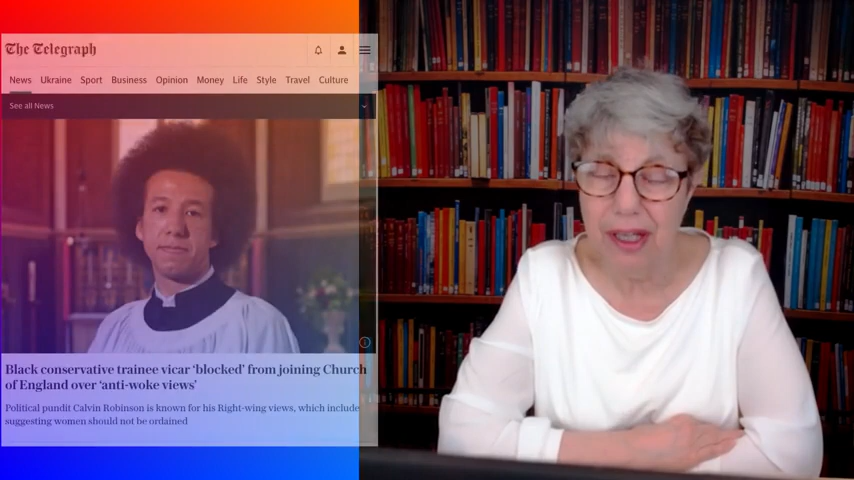 The Telegraph
News Ukraine Sport Business Opinion Money Life Style Travel Culture
See all News
Black conservative trainee vicar ‘blocked’ from joining Church
of England over ‘anti-woke views’
Political pundit Calvin Robinson is known for his Right-wing views, which include
suggesting women should not be ordained